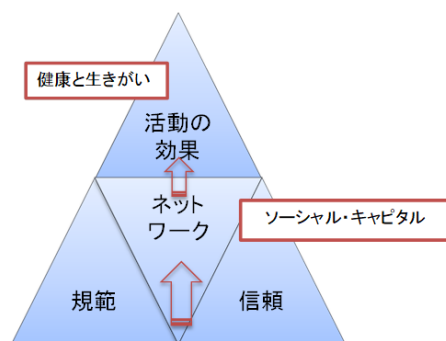 健康と生きがい
活動の
効果
ネット
ワーク
ソーシャル・キャピタル
規範
信頼